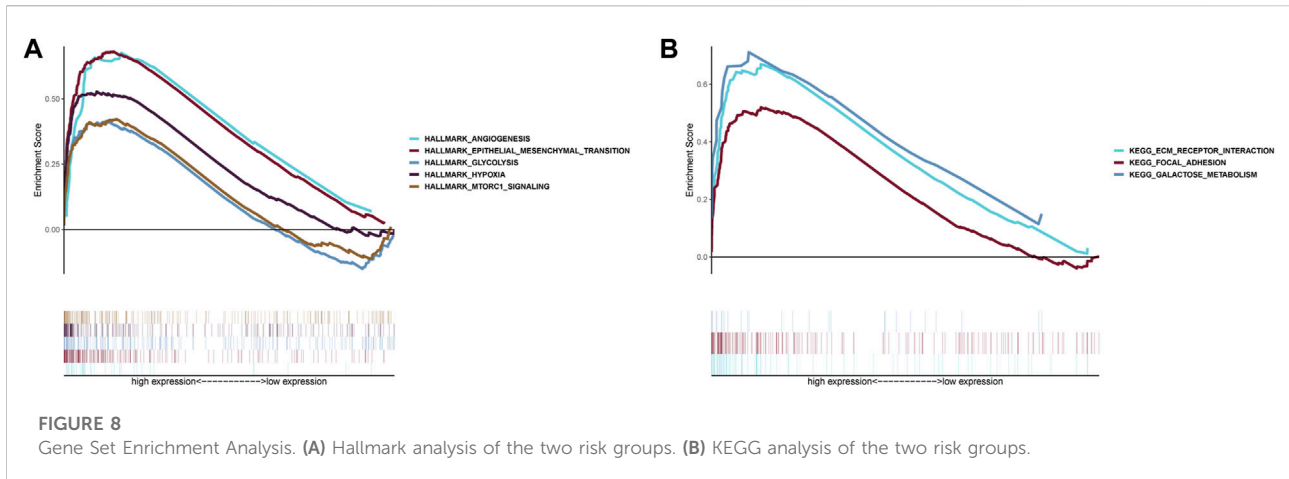 A
Enrichment Score
0.50
0.25
0.00
HALLMARK_ANGIOGENESIS
HALLMARK_EPITHELIAL_MESENCHYMAL_TRANSITION
HALLMARK_GLYCOLYSIS
HALLMARK_HYPOXIA
HALLMARK_MTORC1_SIGNALING
high expression<------------->low expression
B
Enrichment Score
0.6
0.4
0.2
0.0
KEGG_ECM_RECEPTOR_INTERACTION
KEGG_FOCAL_ADHESION
KEGG_GALACTOSE_METABOLISM
high expression<------------->low expression
FIGURE 8
Gene Set Enrichment Analysis. (A) Hallmark analysis of the two risk groups. (B) KEGG analysis of the two risk groups.